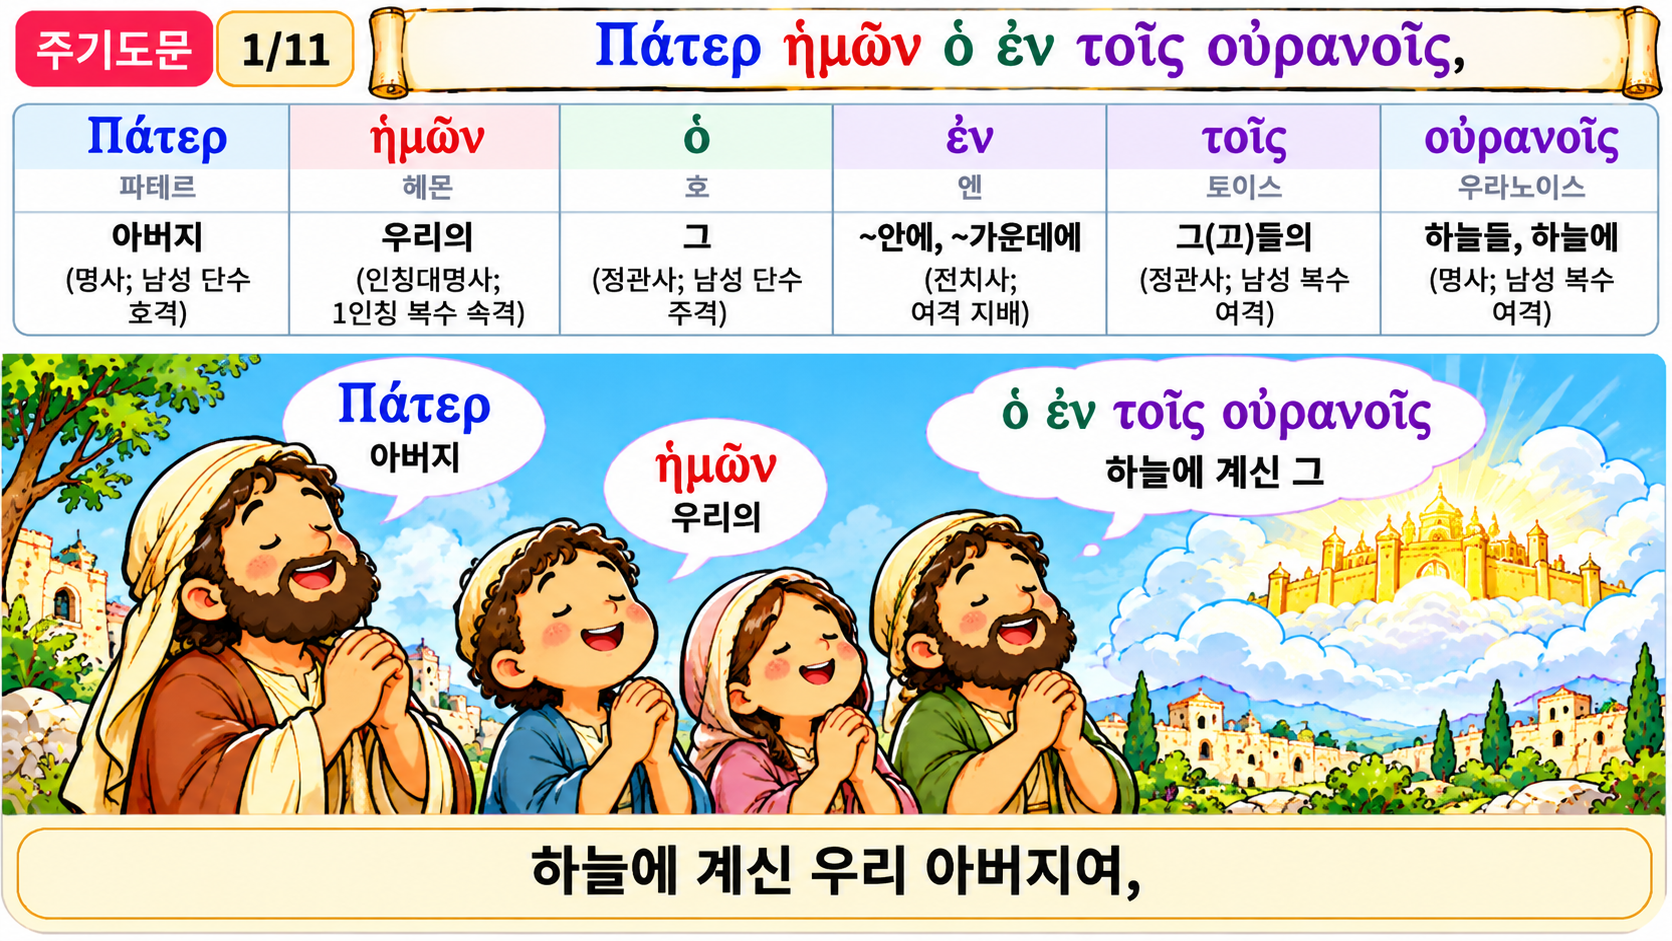 주기도문 1/11 Πάτερ ἡμῶν ὁ ἐν τοῖς οὐρανοῖς,
Πάτερ ἡμῶν ὁ ἐν τοῖς οὐρανοῖς
파테르 헤몬 호 엔 토이스 우라노이스
아버지 우리의 그 ~안에, ~가운데에 그(고)들의 하늘들, 하늘에
(명사; 남성 단수 (인칭대명사; (정관사; 남성 단수 (전치사; (정관사; 남성 복수 (명사; 남성 복수
호격) 1인칭 복수 속격) 주격) 여격 지배) 여격) 여격)
Πάτερ
아버지
ἡμῶν
우리의
ὁ ἐν τοῖς οὐρανοῖς
하늘에 계신 그
하늘에 계신 우리 아버지여,